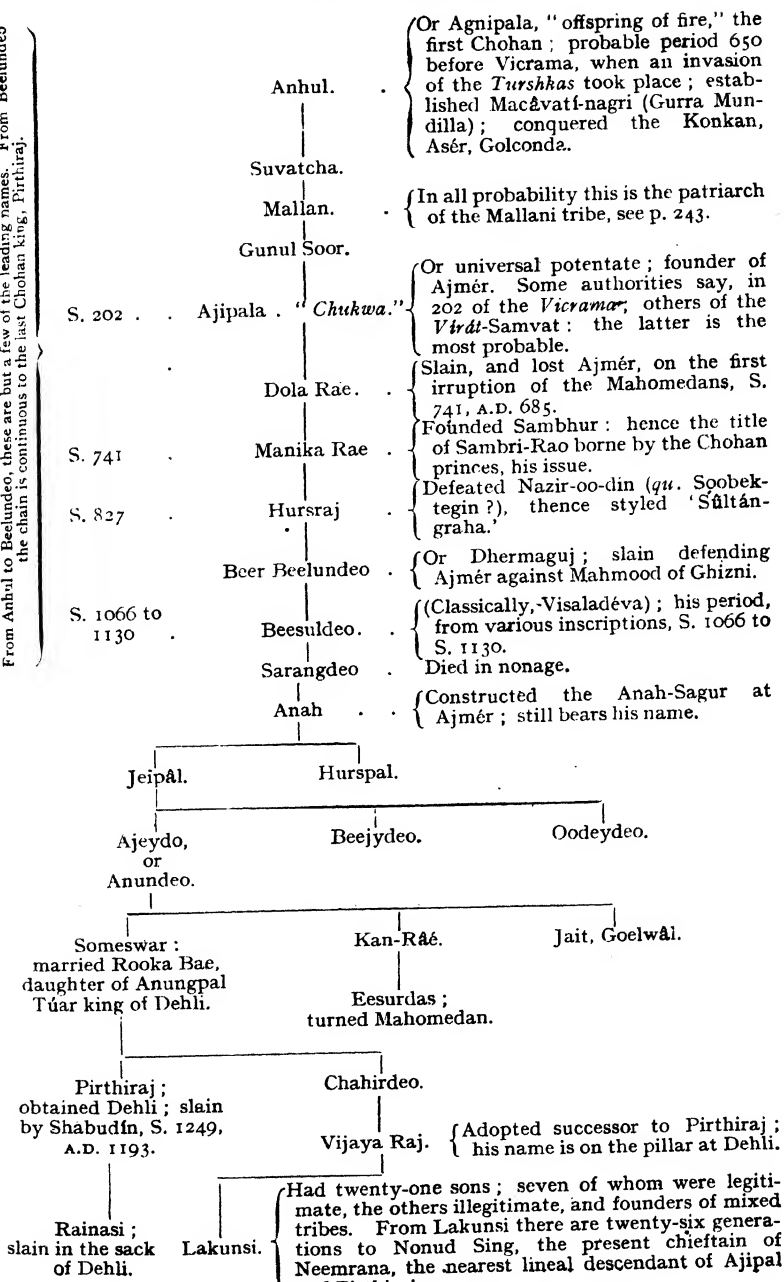 From Anhul to Beelundeo, these are but a few of the leading names. From Beelundeo
the chain is continuous to the last Chohan king, Pirthiraj.
Anhul. . Or Agnipala, “ offspring of fire,” the
first Chohan ; probable period 650
before Vicrama, when an invasion
of the Turshkas took place ; estab-
lished Macâvatí-nagri (Gurra Mun-
dilla) ; conquered the Konkan,
Asér, Golconda.
Suvatcha.
Mallan. . In all probability this is the patriarch
of the Mallani tribe, see p. 243.
Gunul Soor.
S. 202 . . Ajipala . “ Chukwa.” Or universal potentate ; founder of
Ajmér. Some authorities say, in
202 of the Vicrama; others of the
Virát-Samvat : the latter is the
most probable.
Dola Rae. . Slain, and lost Ajmér, on the first
irruption of the Mahomedans, S.
741, A.D. 685.
S. 741 . Manika Rae . Founded Sambhur : hence the title
of Sambri-Rao borne by the Chohan
princes, his issue.
S. 827 . Hursraj . Defeated Nazir-oo-din (qu. Soobek-
tegin ?), thence styled ‘Sûltán-
graha.’
Beer Beelundeo . Or Dhermaguj ; slain defending
Ajmér against Mahmood of Ghizni.
S. 1066 to
1130 . Beesuldeo. . (Classically, Visaladéva) ; his period,
from various inscriptions, S. 1066 to
S. 1130.
Sarangdeo . Died in nonage.
Anah . . Constructed the Anah-Sagur at
Ajmér ; still bears his name.
Jeipâl. Hurspal.
Ajeydo, Beejydeo. Oodeydeo.
or
Anundeo.
Someswar : Kan-Râé. Jait, Goelwâl.
married Rooka Bae,
daughter of Anungpal
Túar king of Dehli.
Eesurdas ;
turned Mahomedan.
Pirthiraj ; Chahirdeo.
obtained Dehli ; slain
by Shabudín, S. 1249,
A.D. 1193.
Vijaya Raj. Adopted successor to Pirthiraj ;
his name is on the pillar at Dehli.
Rainasi ;
slain in the sack
of Dehli.
Lakunsi. Had twenty-one sons ; seven of whom were legiti-
mate, the others illegitimate, and founders of mixed
tribes. From Lakunsi there are twenty-six genera-
tions to Nonud Sing, the present chieftain of
Neemrana, the nearest lineal descendant of Ajipal